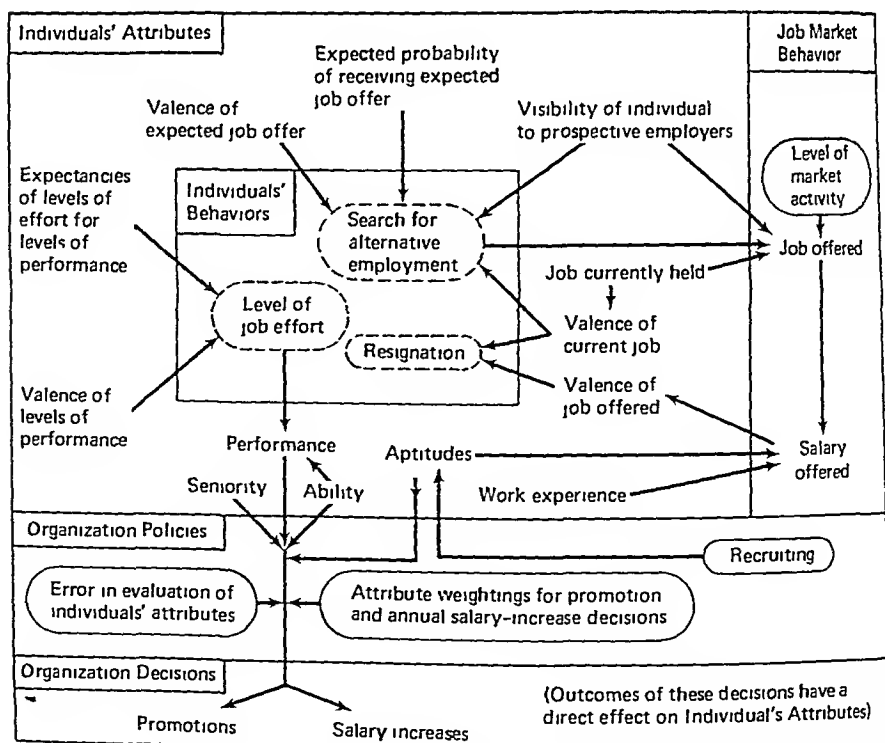 Individuals' Attributes
Job Market
Behavior
Expected probability
of receiving expected
job offer
Valence of
expected job offer
Visibility of individual
to prospective employers
Expectancies
of levels of
effort for
levels of
performance
Individuals'
Behaviors
Search for
alternative
employment
Level of
market
activity
Job offered
Job currently held
Level of
job effort
Valence of
current job
Resignation
Valence of
job offered
Valence of
levels of
performance
Performance
Aptitudes
Salary
offered
Seniority
Ability
Work experience
Organization Policies
Recruiting
Error in evaluation of
individuals' attributes
Attribute weightings for promotion
and annual salary-increase decisions
Organization Decisions
Promotions
Salary increases
(Outcomes of these decisions have a
direct effect on Individual's Attributes)